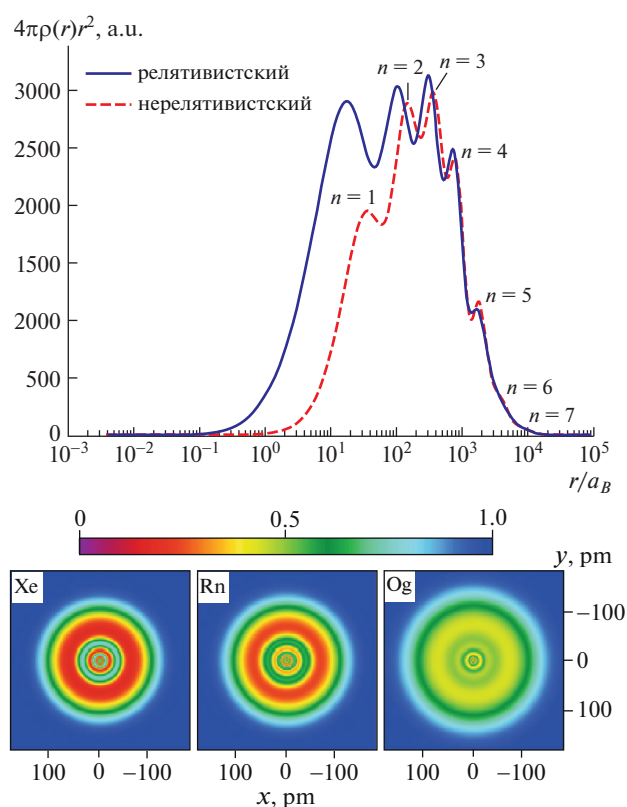 4πρ(r)r², a.u.
релятивистский
нерелятивистский
n = 2
n = 3
n = 4
n = 1
n = 5
n = 6
n = 7
3000
2500
2000
1500
2000
500
0
10⁻³ 10⁻² 10⁻¹ 10⁰ 10¹ 10² 10³ 10⁴ 10⁵
r/a_B
0 0.5 1.0
y, pm
Xe Rn Og
−100
0
100
100 0 −100 100 0 −100 100 0 −100
x, pm